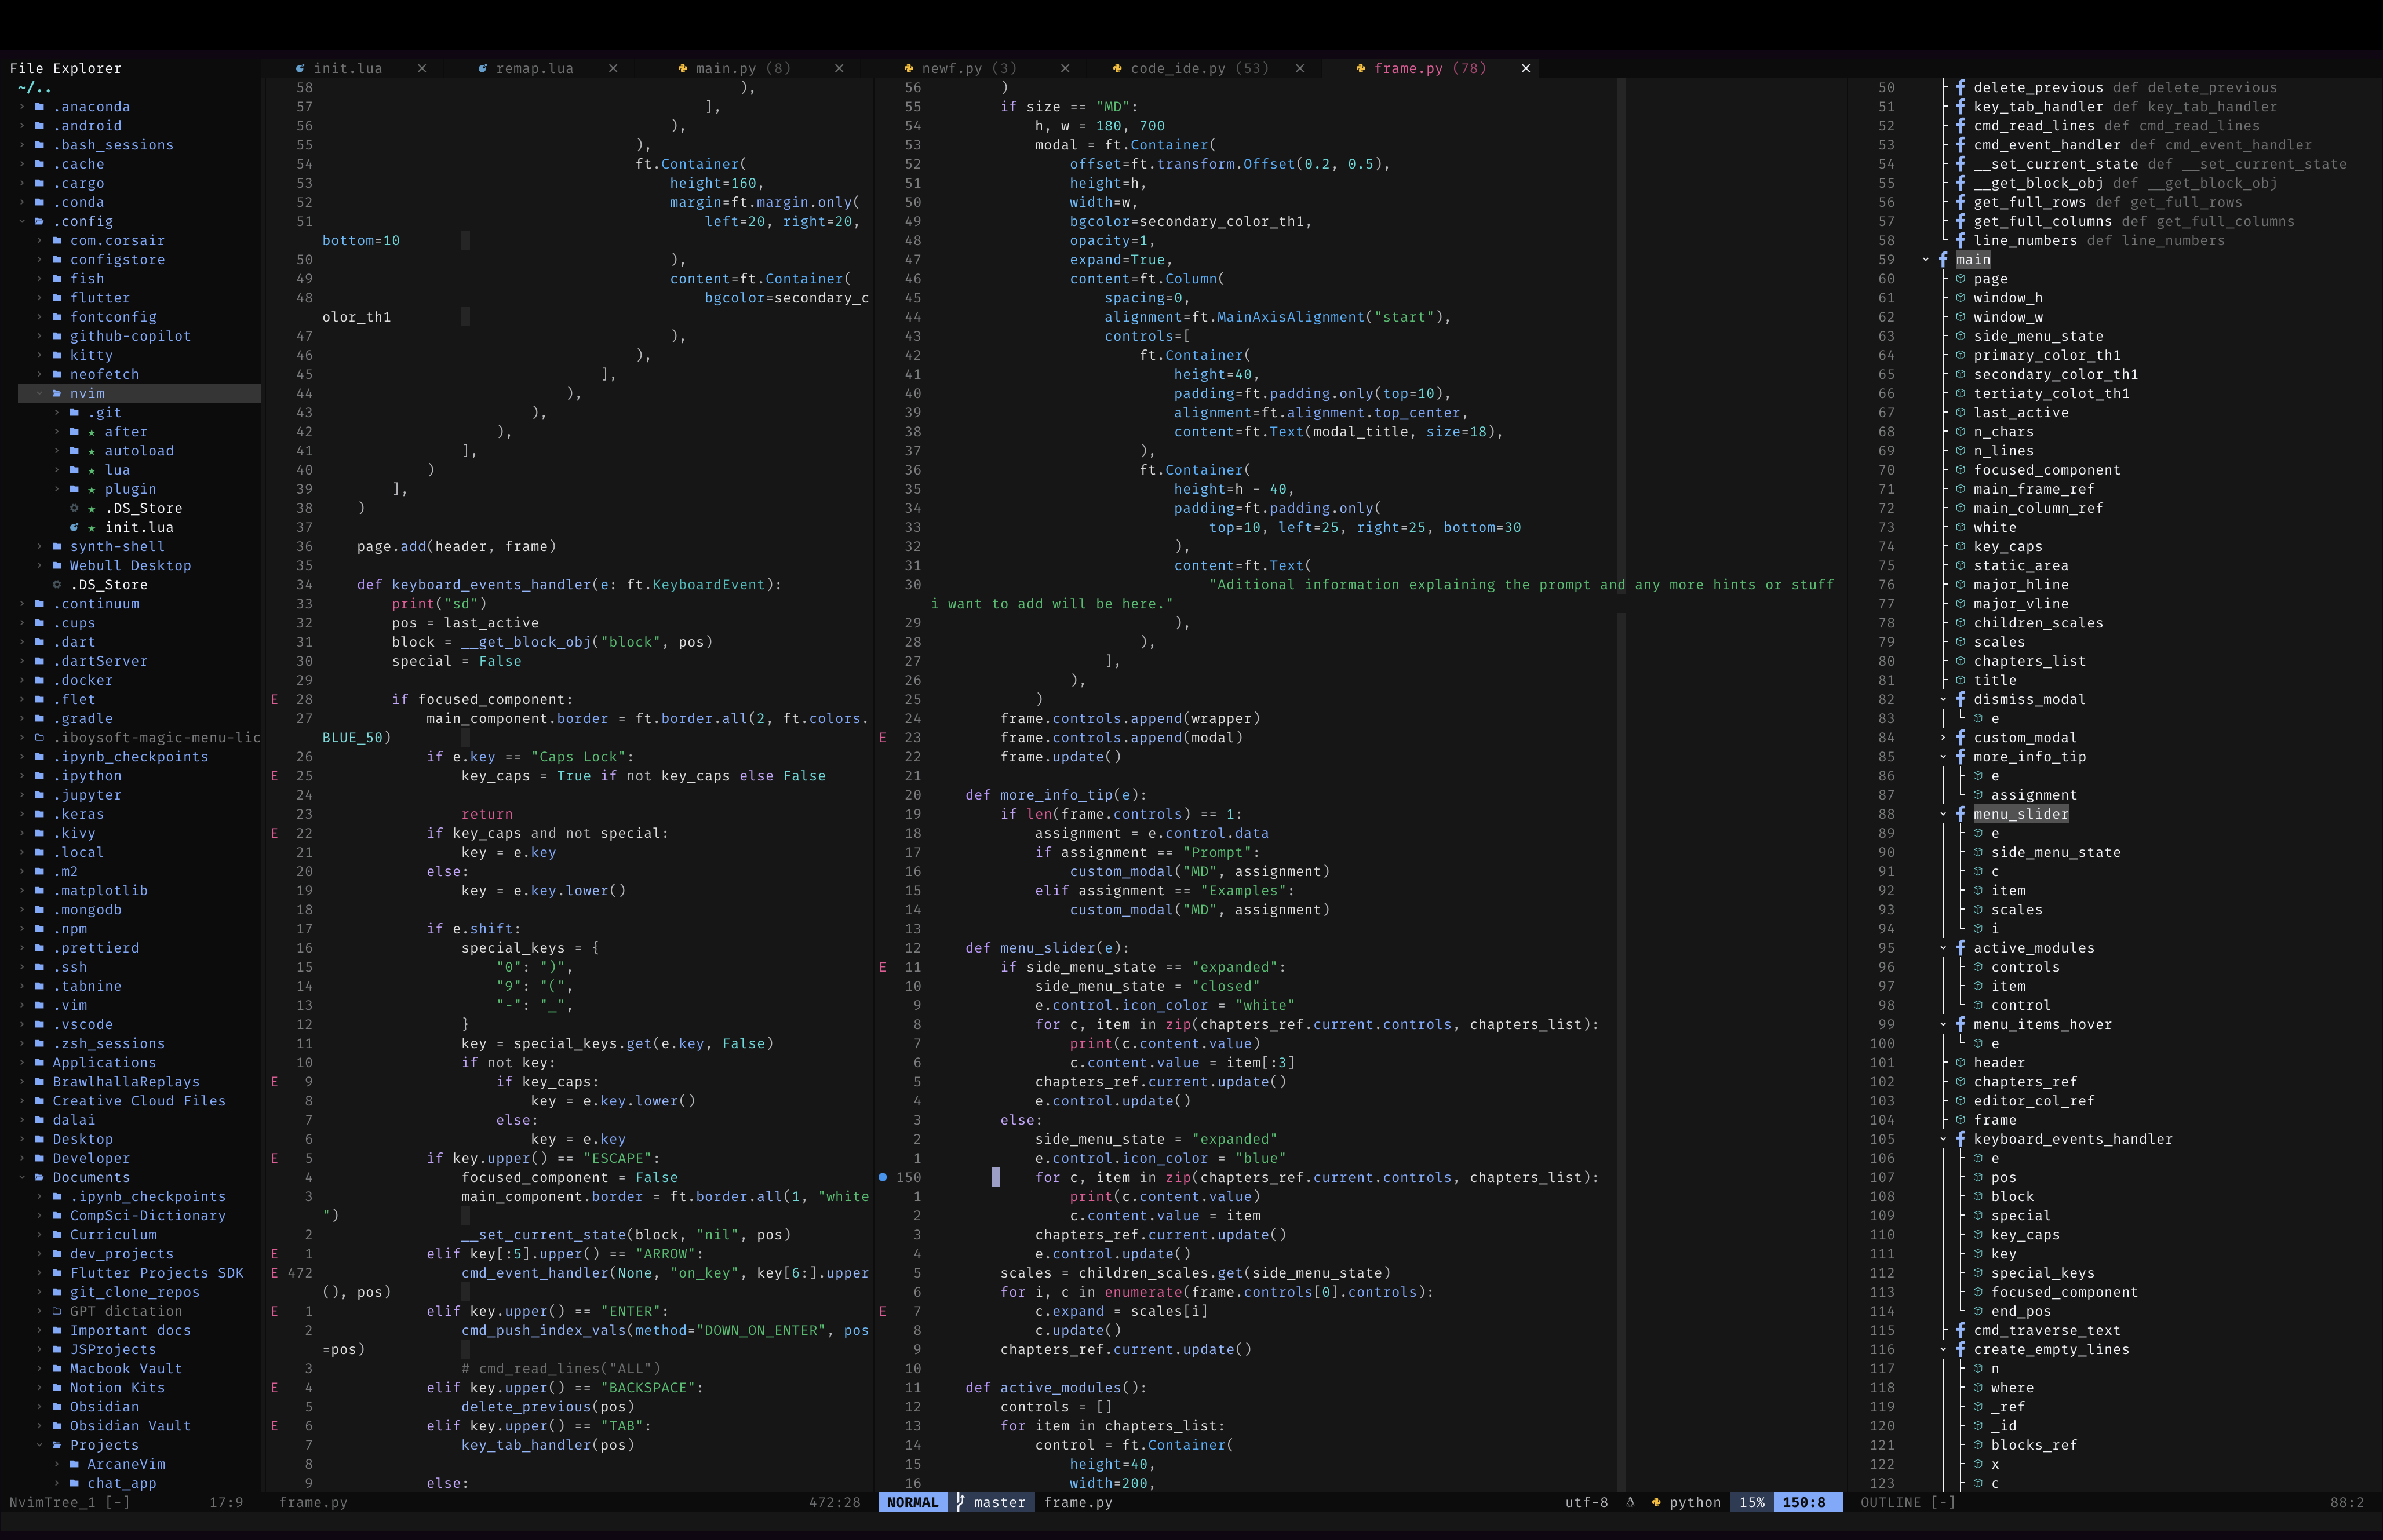 File Explorer
init.lua ×
remap.lua ×
main.py (8) ×
newf.py (3) ×
code_ide.py (53) ×
frame.py (78) ×
~/..
.anaconda
.android
.bash_sessions
.cache
.cargo
.conda
.config
com.corsair
configstore
fish
flutter
fontconfig
github-copilot
kitty
neofetch
nvim
.git
★ after
★ autoload
★ lua
★ plugin
★ .DS_Store
★ init.lua
synth-shell
Webull Desktop
.DS_Store
.continuum
.cups
.dart
.dartServer
.docker
.flet
.gradle
.iboysoft-magic-menu-lic
.ipynb_checkpoints
.ipython
.jupyter
.keras
.kivy
.local
.m2
.matplotlib
.mongodb
.npm
.prettierd
.ssh
.tabnine
.vim
.vscode
.zsh_sessions
Applications
BrawlhallaReplays
Creative Cloud Files
dalai
Desktop
Developer
Documents
.ipynb_checkpoints
CompSci-Dictionary
Curriculum
dev_projects
Flutter Projects SDK
git_clone_repos
GPT dictation
Important docs
JSProjects
Macbook Vault
Notion Kits
Obsidian
Obsidian Vault
Projects
ArcaneVim
chat_app
NvimTree_1 [-] 17:9
58 ),
57 ],
56 ),
55 ),
54 ft.Container(
53 height=160,
52 margin=ft.margin.only(
51 left=20, right=20,
bottom=10
50 ),
49 content=ft.Container(
48 bgcolor=secondary_c
olor_th1
47 ),
46 ),
45 ],
44 ),
43 ),
42 ),
41 ],
40 )
39 ],
38 )
37
36 page.add(header, frame)
35
34 def keyboard_events_handler(e: ft.KeyboardEvent):
33 print("sd")
32 pos = last_active
31 block = __get_block_obj("block", pos)
30 special = False
29
E 28 if focused_component:
27 main_component.border = ft.border.all(2, ft.colors.
BLUE_50)
26 if e.key == "Caps Lock":
E 25 key_caps = True if not key_caps else False
24
23 return
E 22 if key_caps and not special:
21 key = e.key
20 else:
19 key = e.key.lower()
18
17 if e.shift:
16 special_keys = {
15 "0": ")",
14 "9": "(",
13 "-": "_",
12 }
11 key = special_keys.get(e.key, False)
10 if not key:
E 9 if key_caps:
8 key = e.key.lower()
7 else:
6 key = e.key
E 5 if key.upper() == "ESCAPE":
4 focused_component = False
3 main_component.border = ft.border.all(1, "white
")
2 __set_current_state(block, "nil", pos)
E 1 elif key[:5].upper() == "ARROW":
E 472 cmd_event_handler(None, "on_key", key[6:].upper
(), pos)
E 1 elif key.upper() == "ENTER":
2 cmd_push_index_vals(method="DOWN_ON_ENTER", pos
=pos)
3 # cmd_read_lines("ALL")
E 4 elif key.upper() == "BACKSPACE":
5 delete_previous(pos)
E 6 elif key.upper() == "TAB":
7 key_tab_handler(pos)
8
9 else:
frame.py 472:28
56 )
55 if size == "MD":
54 h, w = 180, 700
53 modal = ft.Container(
52 offset=ft.transform.Offset(0.2, 0.5),
51 height=h,
50 width=w,
49 bgcolor=secondary_color_th1,
48 opacity=1,
47 expand=True,
46 content=ft.Column(
45 spacing=0,
44 alignment=ft.MainAxisAlignment("start"),
43 controls=[
42 ft.Container(
41 height=40,
40 padding=ft.padding.only(top=10),
39 alignment=ft.alignment.top_center,
38 content=ft.Text(modal_title, size=18),
37 ),
36 ft.Container(
35 height=h - 40,
34 padding=ft.padding.only(
33 top=10, left=25, right=25, bottom=30
32 ),
31 content=ft.Text(
30 "Aditional information explaining the prompt and any more hints or stuff
i want to add will be here."
29 ),
28 ),
27 ],
26 ),
25 )
24 frame.controls.append(wrapper)
E 23 frame.controls.append(modal)
22 frame.update()
21
20 def more_info_tip(e):
19 if len(frame.controls) == 1:
18 assignment = e.control.data
17 if assignment == "Prompt":
16 custom_modal("MD", assignment)
15 elif assignment == "Examples":
14 custom_modal("MD", assignment)
13
12 def menu_slider(e):
E 11 if side_menu_state == "expanded":
10 side_menu_state = "closed"
9 e.control.icon_color = "white"
8 for c, item in zip(chapters_ref.current.controls, chapters_list):
7 print(c.content.value)
6 c.content.value = item[:3]
5 chapters_ref.current.update()
4 e.control.update()
3 else:
2 side_menu_state = "expanded"
1 e.control.icon_color = "blue"
● 150 for c, item in zip(chapters_ref.current.controls, chapters_list):
1 print(c.content.value)
2 c.content.value = item
3 chapters_ref.current.update()
4 e.control.update()
5 scales = children_scales.get(side_menu_state)
6 for i, c in enumerate(frame.controls[0].controls):
E 7 c.expand = scales[i]
8 c.update()
9 chapters_ref.current.update()
10
11 def active_modules():
12 controls = []
13 for item in chapters_list:
14 control = ft.Container(
15 height=40,
16 width=200,
NORMAL master frame.py utf-8 python 15% 150:8
50 delete_previous def delete_previous
51 key_tab_handler def key_tab_handler
52 cmd_read_lines def cmd_read_lines
53 cmd_event_handler def cmd_event_handler
54 __set_current_state def __set_current_state
55 __get_block_obj def __get_block_obj
56 get_full_rows def get_full_rows
57 get_full_columns def get_full_columns
58 line_numbers def line_numbers
59 main
60 page
61 window_h
62 window_w
63 side_menu_state
64 primary_color_th1
65 secondary_color_th1
66 tertiaty_colot_th1
67 last_active
68 n_chars
69 n_lines
70 focused_component
71 main_frame_ref
72 main_column_ref
73 white
74 key_caps
75 static_area
76 major_hline
77 major_vline
78 children_scales
79 scales
80 chapters_list
81 title
82 dismiss_modal
83 e
84 custom_modal
85 more_info_tip
86 e
87 assignment
88 menu_slider
89 e
90 side_menu_state
91 c
92 item
93 scales
94 i
95 active_modules
96 controls
97 item
98 control
99 menu_items_hover
100 e
101 header
102 chapters_ref
103 editor_col_ref
104 frame
105 keyboard_events_handler
106 e
107 pos
108 block
109 special
110 key_caps
111 key
112 special_keys
113 focused_component
114 end_pos
115 cmd_traverse_text
116 create_empty_lines
117 n
118 where
119 _ref
120 _id
121 blocks_ref
122 x
123 c
OUTLINE [-] 88:2